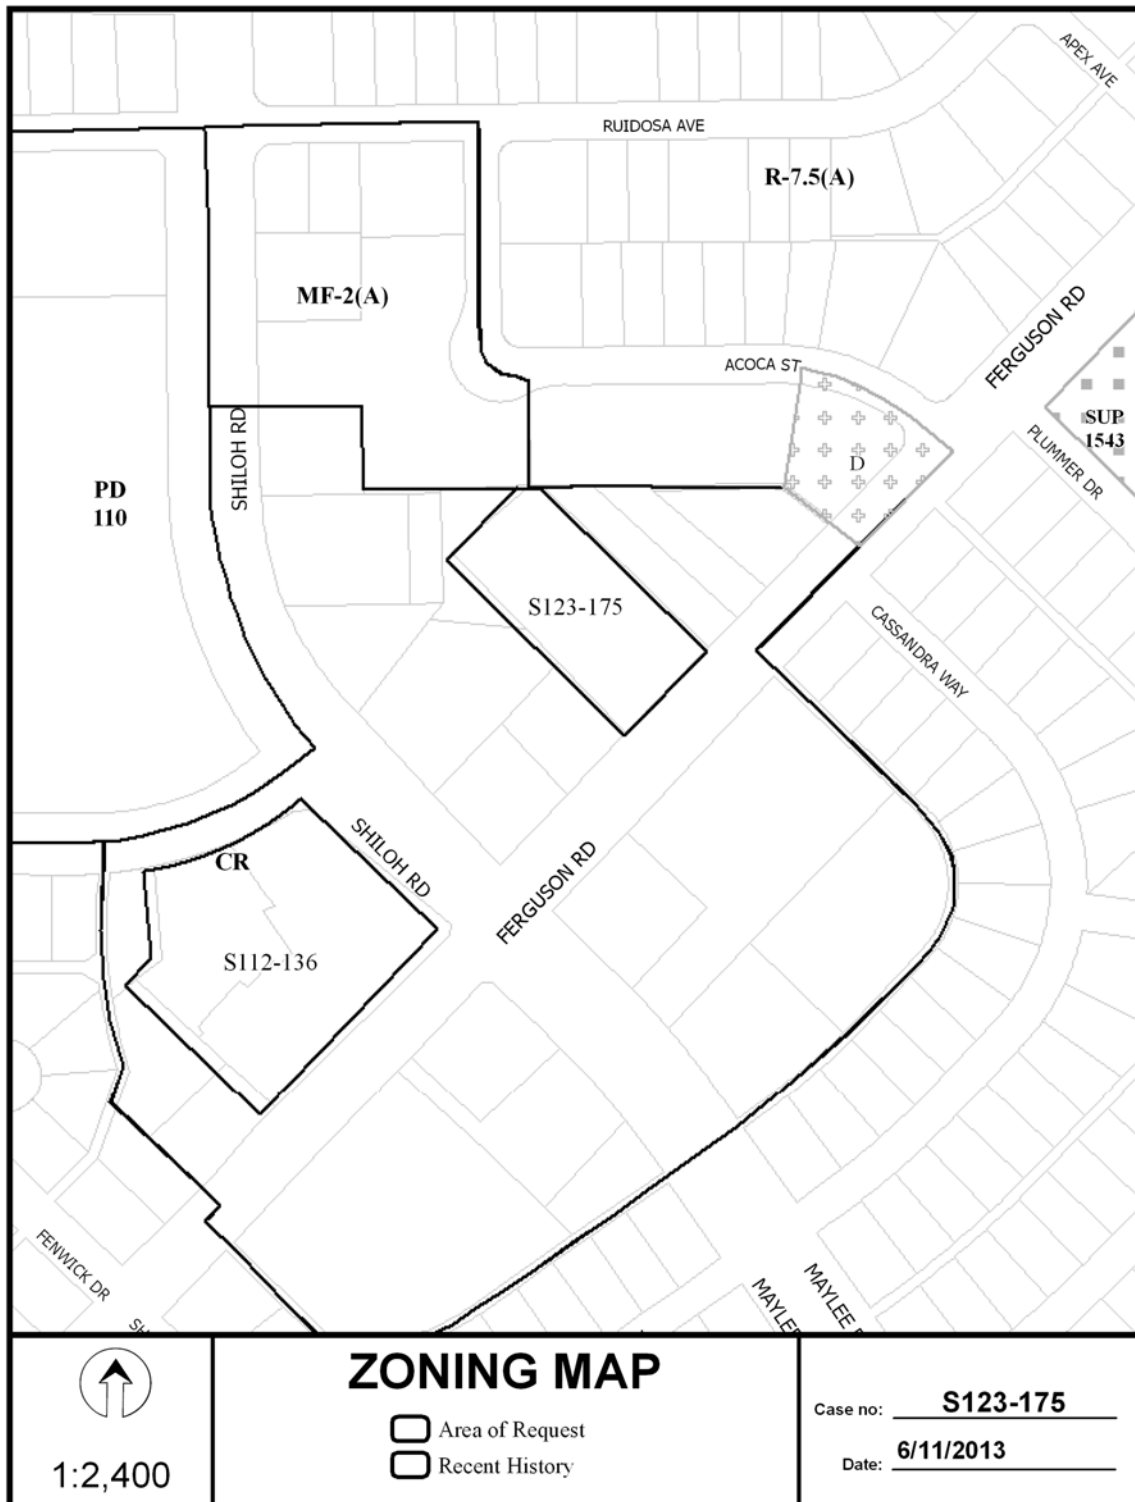 APEX AVE
RUIDOSA AVE
R-7.5(A)
MF-2(A)
FERGUSON RD
ACOCA ST
SUP
1543
PLUMMER DR
SHILOH RD
D
PD
110
S123-175
CASSANDRA WAY
SHILOH RD
FERGUSON RD
CR
S112-136
FENWICK DR
MAYLEE
SH
MAYLEE
ZONING MAP
Area of Request
Recent History
1:2,400
Case no: S123-175
Date: 6/11/2013